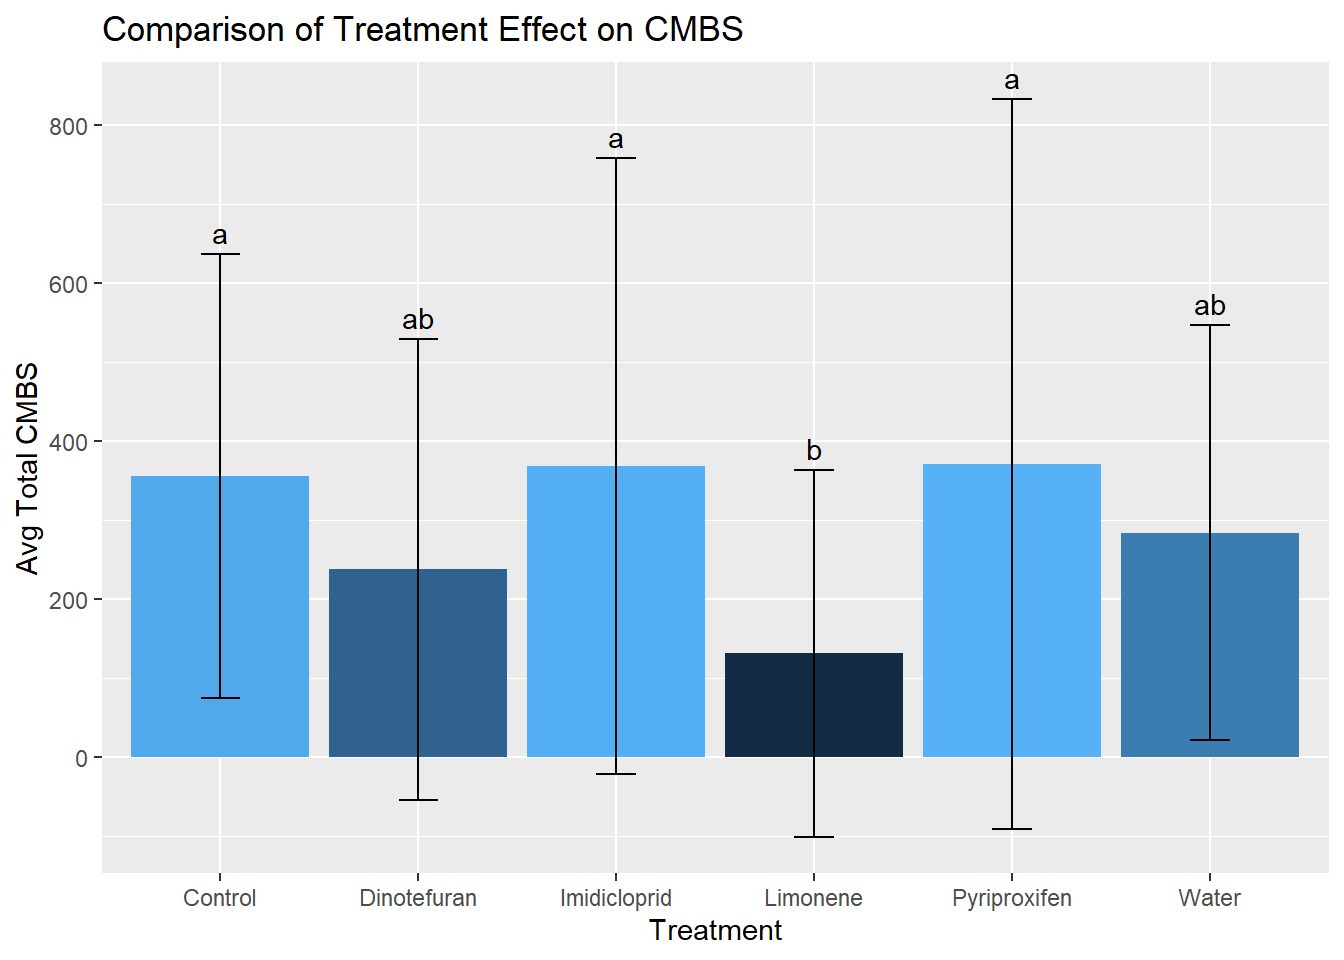 Comparison of Treatment Effect on CMBS
Avg Total CMBS
800
600
400
200
0
a
ab
a
b
a
ab
Control
Dinotefuran
Imidicloprid
Limonene
Pyriproxifen
Water
Treatment